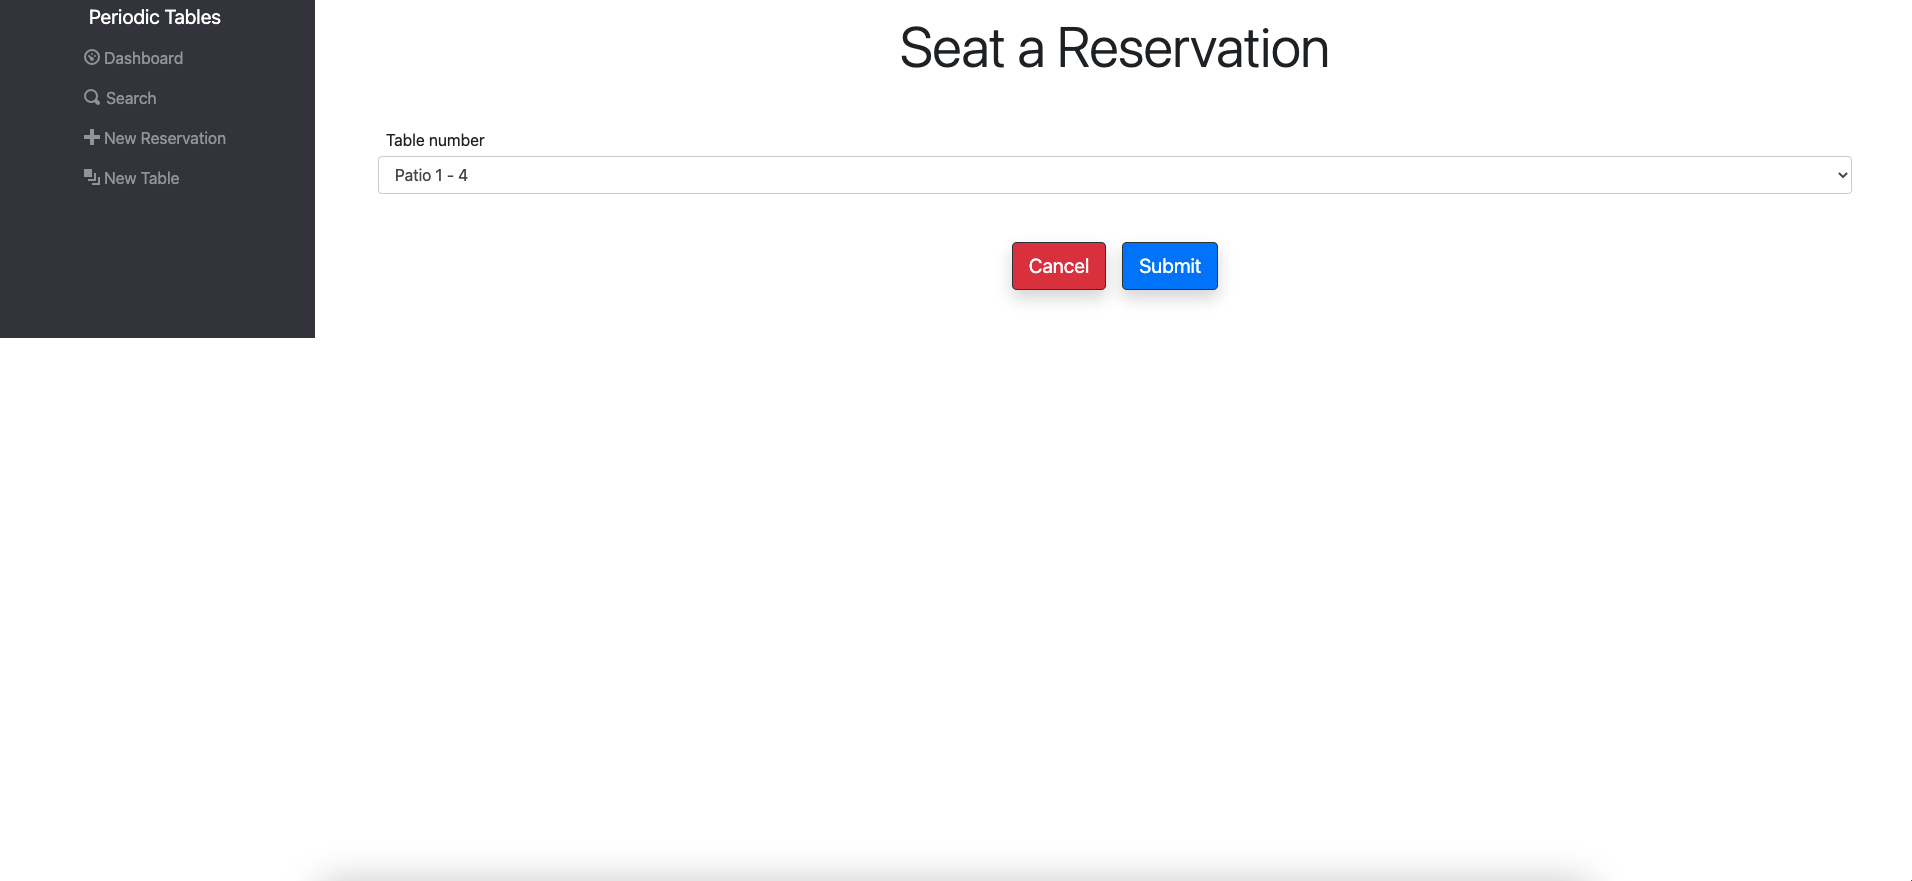 Periodic Tables
Dashboard
Search
New Reservation
New Table
Seat a Reservation
Table number
Patio 1 - 4
Cancel
Submit